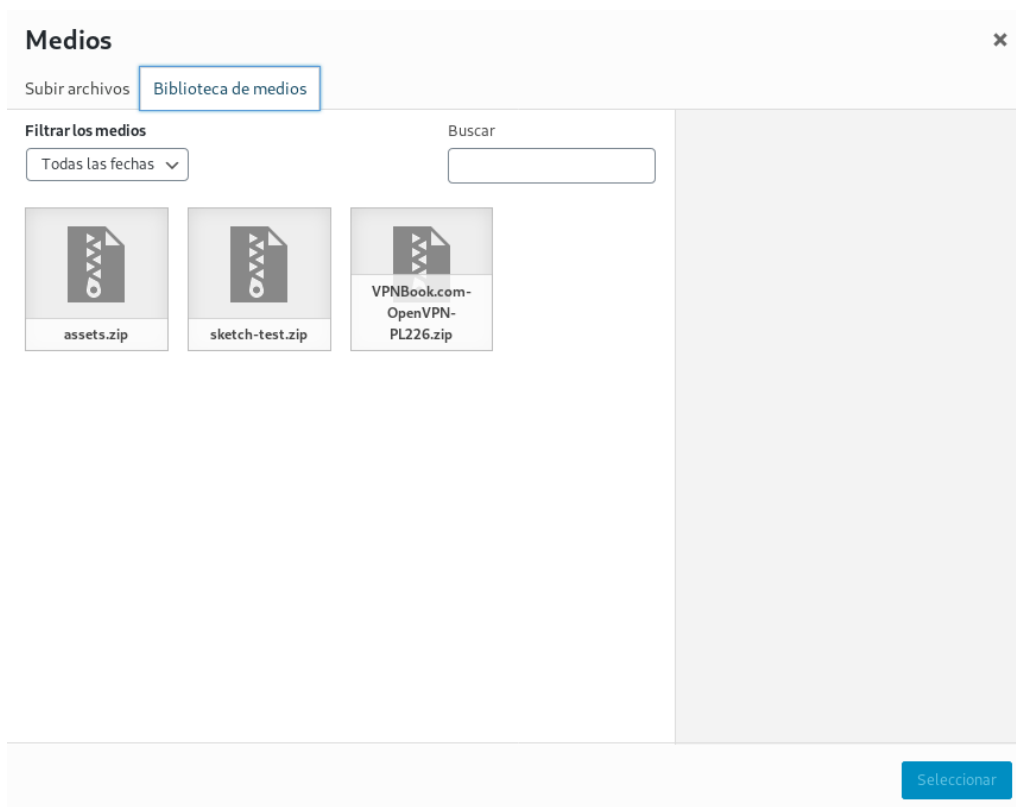 Medios
Subir archivos
Biblioteca de medios
Filtrar los medios
Buscar
Todas las fechas
assets.zip
sketch-test.zip
VPNBook.com-
OpenVPN-
PL226.zip
Seleccionar